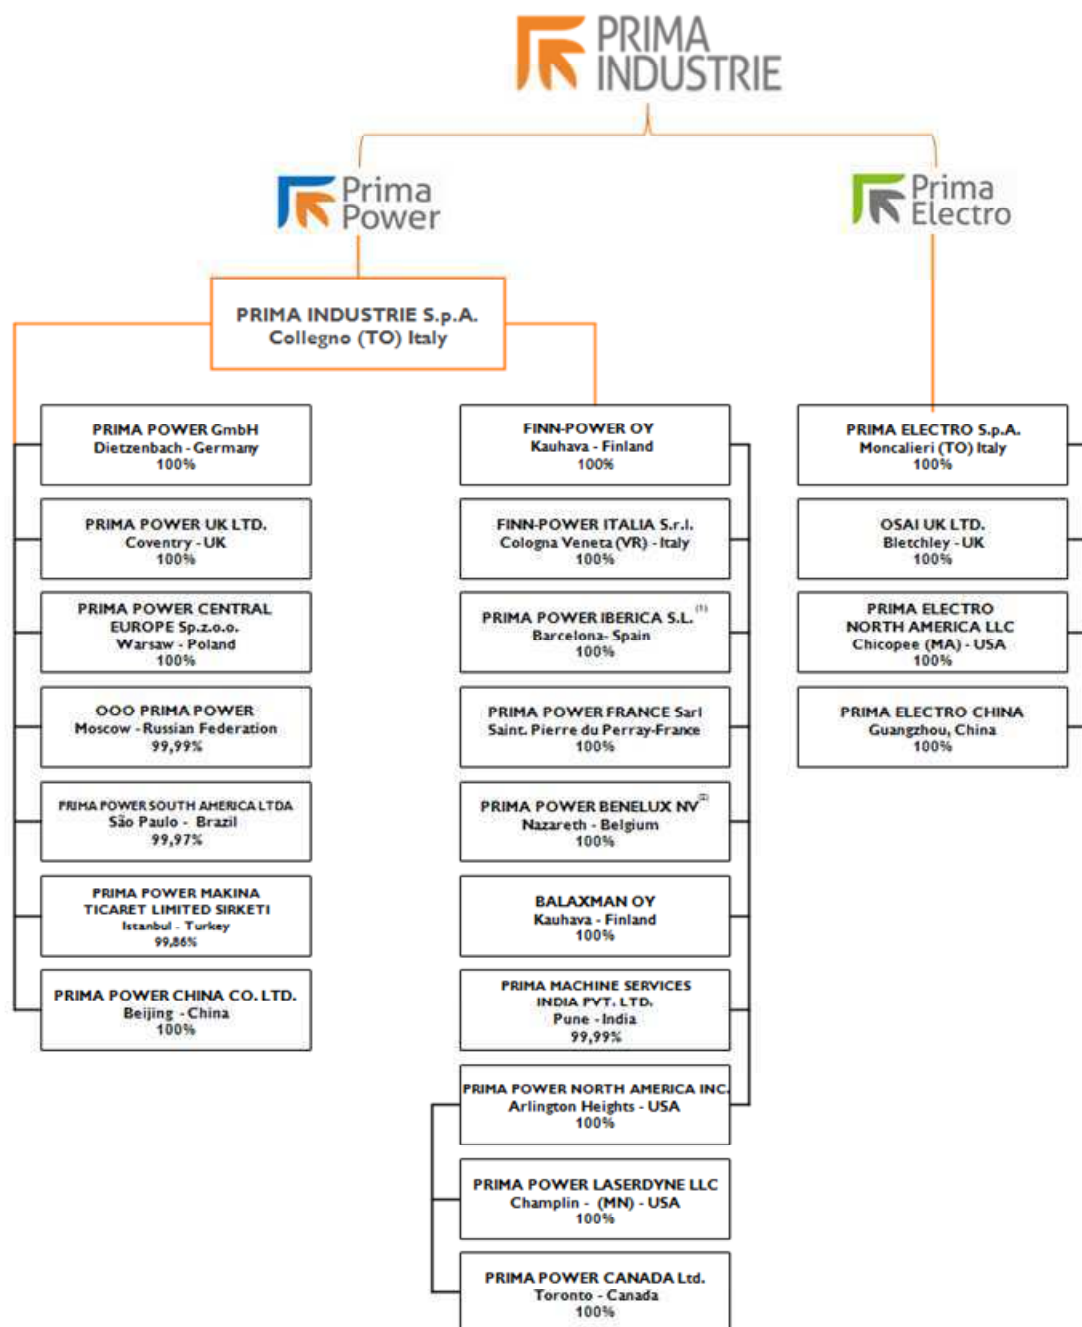 PRIMA
INDUSTRIE
Prima
Power
Prima
Electro
PRIMA INDUSTRIE S.p.A.
Collegno (TO) Italy
PRIMA POWER GmbH
Dietzenbach - Germany
100%
PRIMA POWER UK LTD.
Coventry - UK
100%
PRIMA POWER CENTRAL
EUROPE Sp.z.o.o.
Warsaw - Poland
100%
OOO PRIMA POWER
Moscow - Russian Federation
99,99%
PRIMA POWER SOUTH AMERICA LTDA
São Paulo - Brazil
99,97%
PRIMA POWER MAKINA
TICARET LIMITED SIRKETI
Istanbul - Turkey
99,86%
PRIMA POWER CHINA CO. LTD.
Beijing - China
100%
FINN-POWER OY
Kauhava - Finland
100%
FINN-POWER ITALIA S.r.l.
Cologna Veneta (VR) - Italy
100%
PRIMA POWER IBERICA S.L. (1)
Barcelona- Spain
100%
PRIMA POWER FRANCE Sarl
Saint. Pierre du Perray-France
100%
PRIMA POWER BENELUX NV (2)
Nazareth - Belgium
100%
BALAXMAN OY
Kauhava - Finland
100%
PRIMA MACHINE SERVICES
INDIA PVT. LTD.
Pune - India
99,99%
PRIMA POWER NORTH AMERICA INC.
Arlington Heights - USA
100%
PRIMA POWER LASERDYNE LLC
Champlin - (MN) - USA
100%
PRIMA POWER CANADA Ltd.
Toronto - Canada
100%
PRIMA ELECTRO S.p.A.
Moncalieri (TO) Italy
100%
OSAI UK LTD.
Bletchley - UK
100%
PRIMA ELECTRO
NORTH AMERICA LLC
Chicopee (MA) - USA
100%
PRIMA ELECTRO CHINA
Guangzhou, China
100%